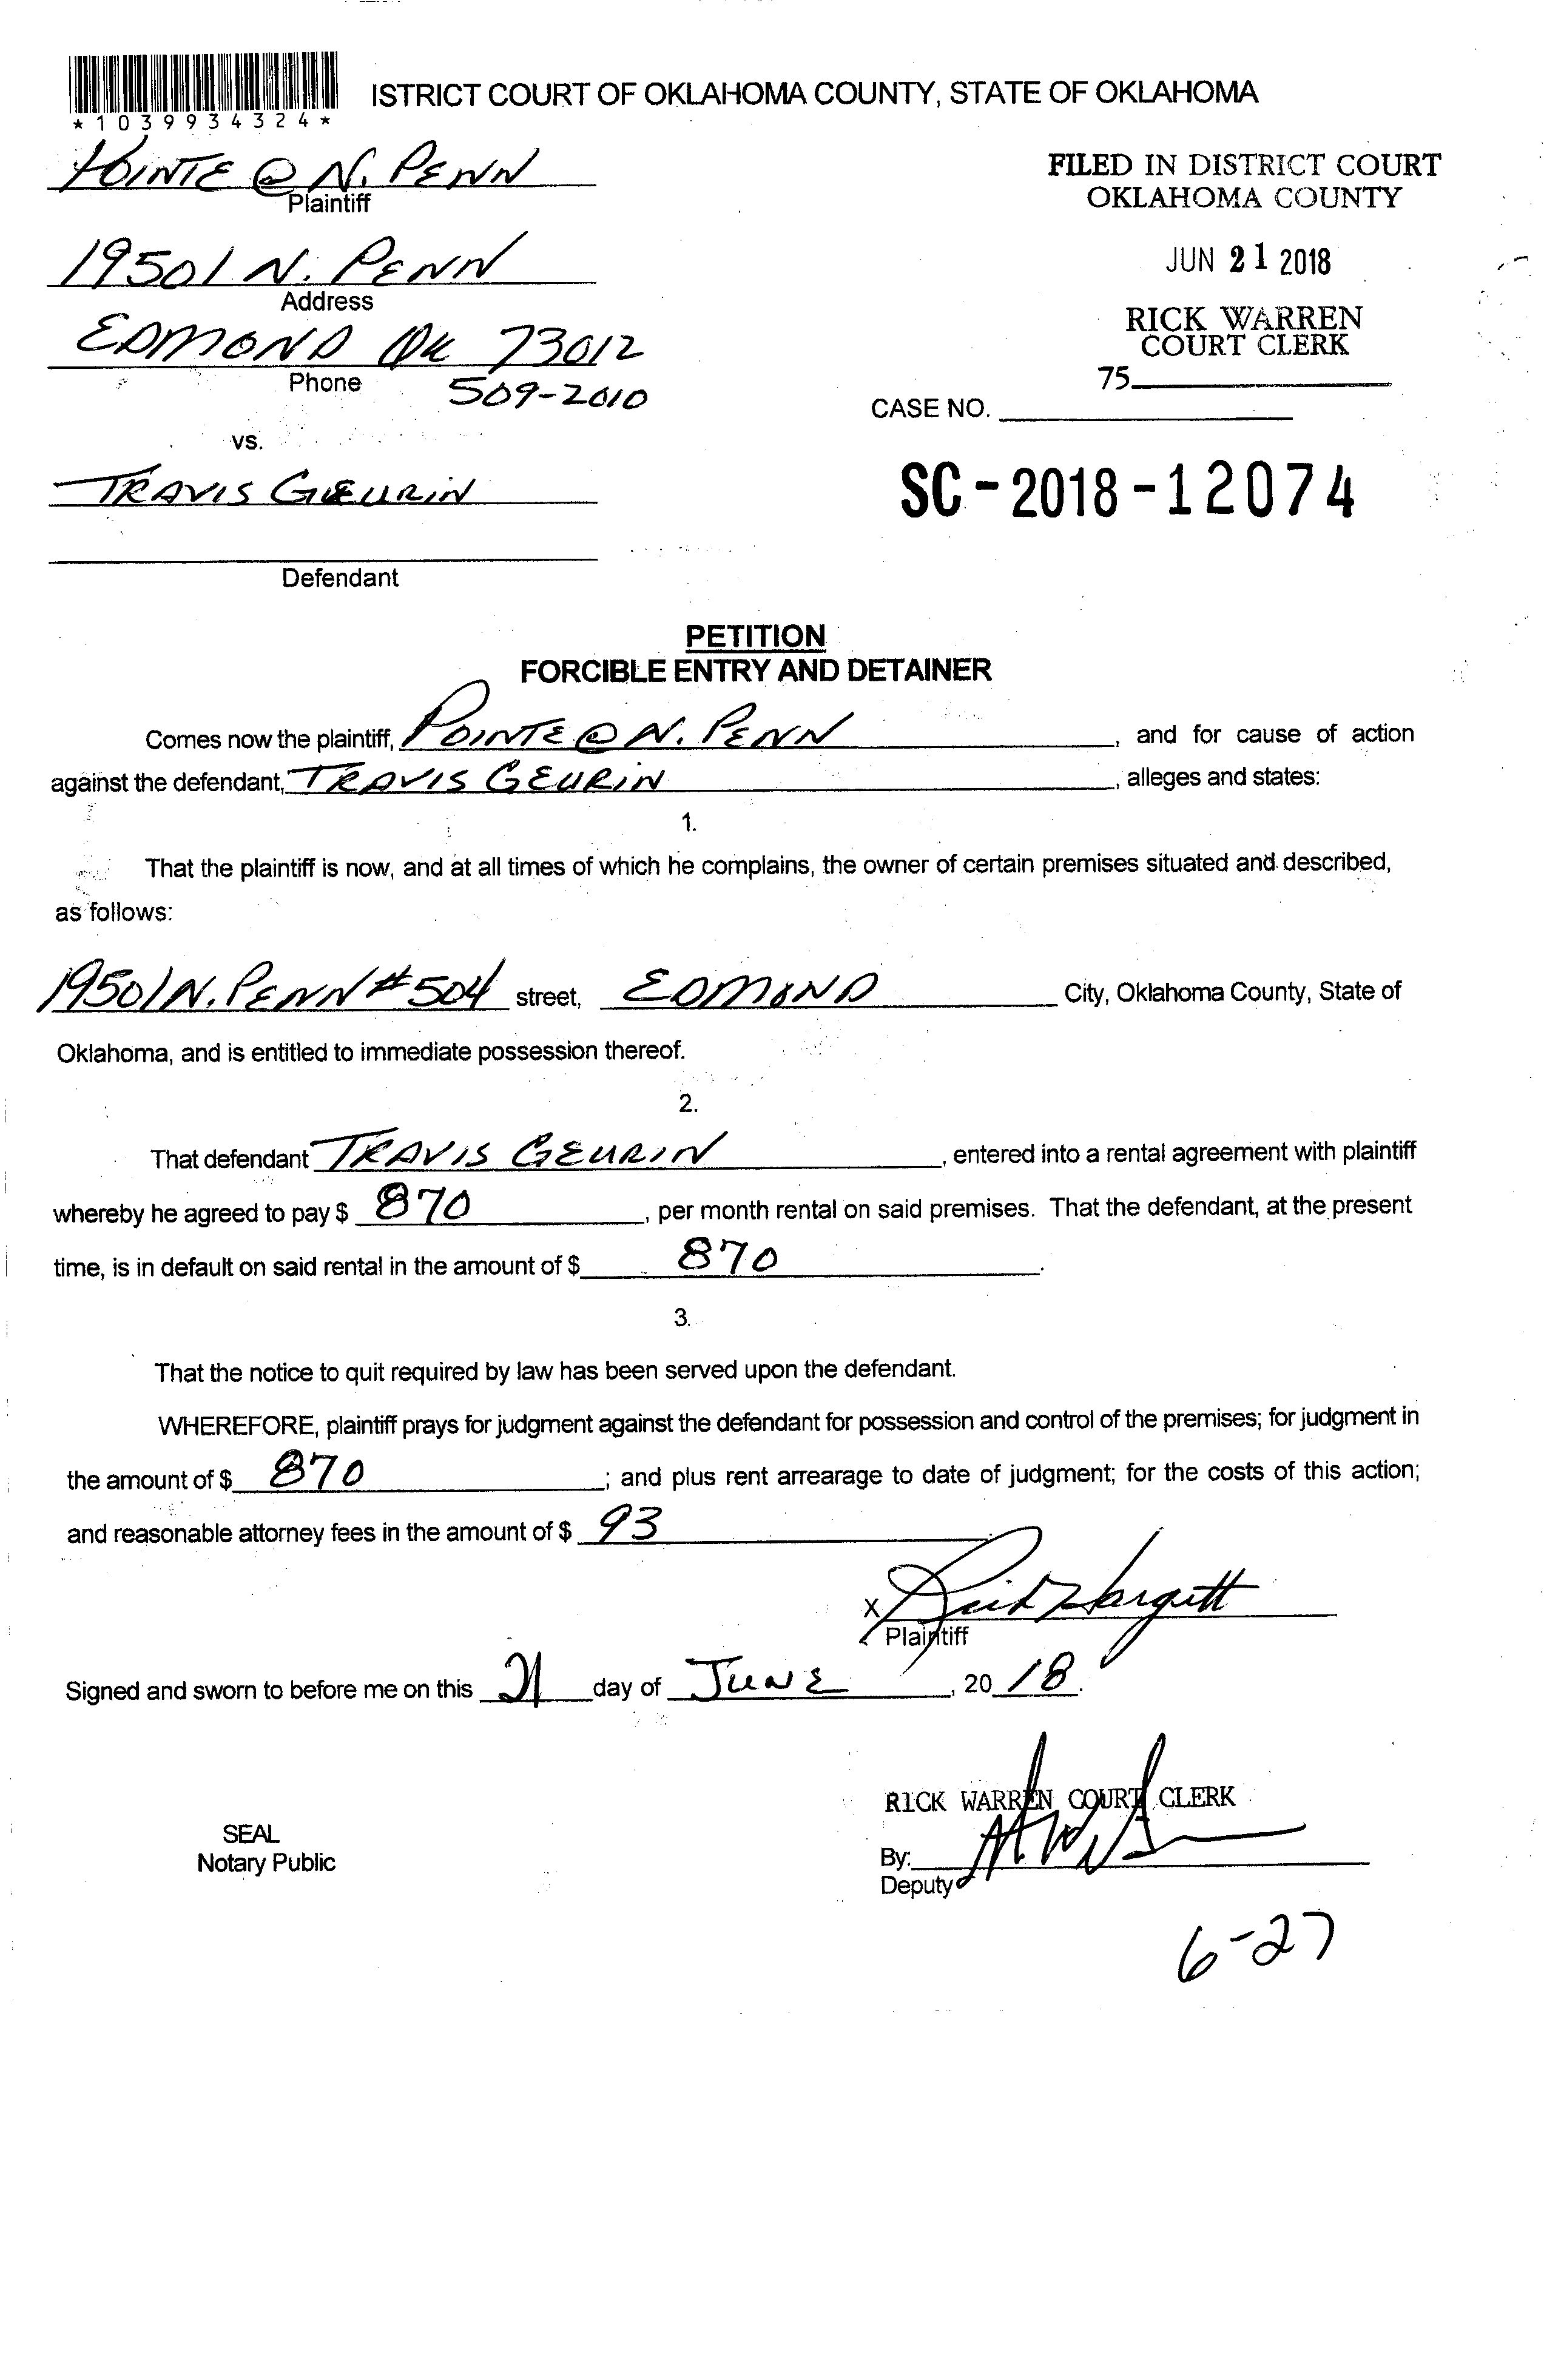 *1039934324*
ISTRICT COURT OF OKLAHOMA COUNTY, STATE OF OKLAHOMA
POINTE @ N. PENN
Plaintiff
FILED IN DISTRICT COURT
OKLAHOMA COUNTY
19501 N. PENN
Address
JUN 21 2018
EDMOND OK 73012
Phone 509-2010
RICK WARREN
COURT CLERK
75
CASE NO.
vs.
TRAVIS GEURIN
SC-2018-12074
Defendant
PETITION
FORCIBLE ENTRY AND DETAINER
Comes now the plaintiff, POINTE @ N. PENN, and for cause of action
against the defendant, TRAVIS GEURIN, alleges and states:
1.
That the plaintiff is now, and at all times of which he complains, the owner of certain premises situated and described,
as follows:
19501 N. PENN #504 street, EDMOND City, Oklahoma County, State of
Oklahoma, and is entitled to immediate possession thereof.
2.
That defendant TRAVIS GEURIN, entered into a rental agreement with plaintiff
whereby he agreed to pay $ 870, per month rental on said premises. That the defendant, at the present
time, is in default on said rental in the amount of $ 870.
3.
That the notice to quit required by law has been served upon the defendant.
WHEREFORE, plaintiff prays for judgment against the defendant for possession and control of the premises; for judgment in
the amount of $ 870; and plus rent arrearage to date of judgment; for the costs of this action;
and reasonable attorney fees in the amount of $ 93
X Hargett
Plaintiff
Signed and sworn to before me on this 21 day of JUNE, 20 18.
RICK WARREN COURT CLERK
SEAL
Notary Public
By:
Deputy
6-27